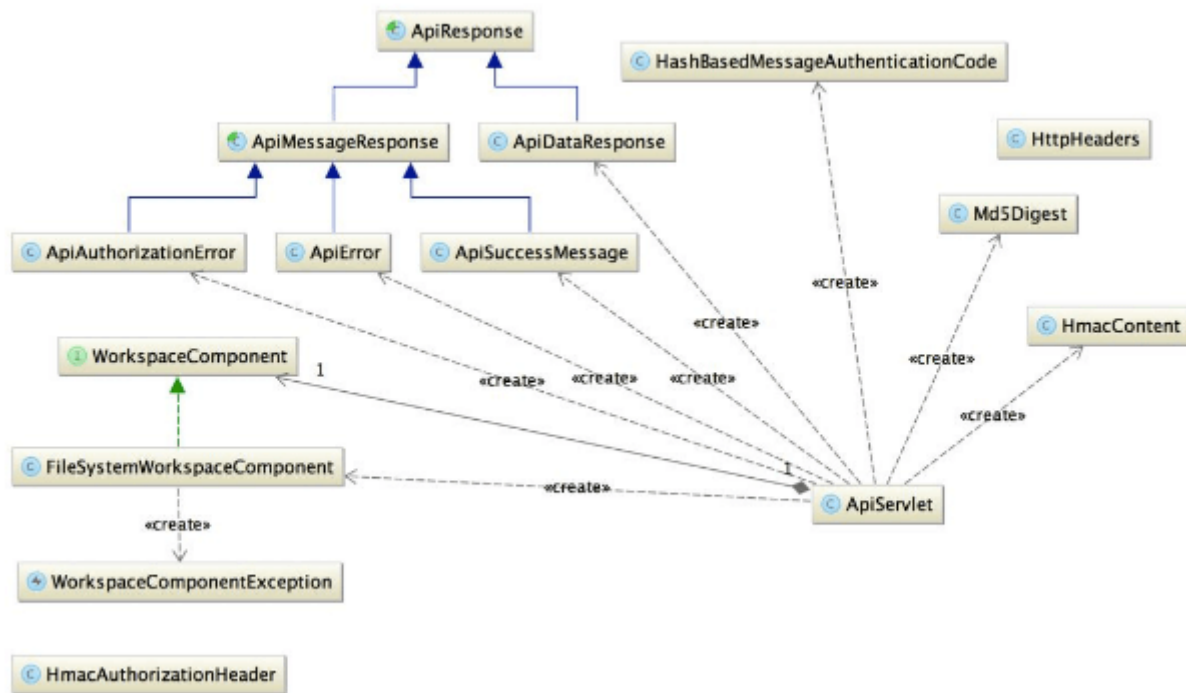 ApiResponse
HashBasedMessageAuthenticationCode
ApiMessageResponse
ApiDataResponse
HttpHeaders
Md5Digest
ApiAuthorizationError
ApiError
ApiSuccessMessage
«create»
HmacContent
«create»
WorkspaceComponent
1
«create»
«create»
«create»
«create»
«create»
«create»
FileSystemWorkspaceComponent
1
«create»
ApiServlet
«create»
WorkspaceComponentException
HmacAuthorizationHeader